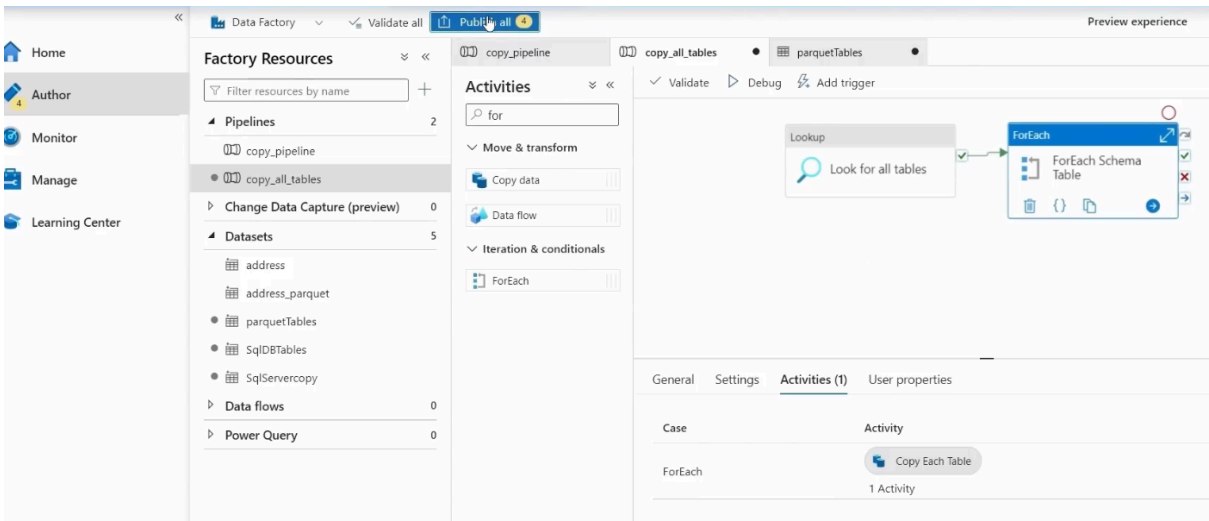 «
Data Factory
Validate all
Publish all 4
Preview experience
Home
Author
4
Monitor
Manage
Learning Center
Factory Resources
«
Filter resources by name
+
Pipelines 2
copy_pipeline
copy_all_tables
Change Data Capture (preview) 0
Datasets 5
address
address_parquet
parquetTables
SqlDBTables
SqlServercopy
Data flows 0
Power Query 0
copy_pipeline
copy_all_tables
parquetTables
Activities
«
for
Move & transform
Copy data
Data flow
Iteration & conditionals
ForEach
Validate
Debug
Add trigger
Lookup
Look for all tables
ForEach
ForEach Schema
Table
{}
General Settings Activities (1) User properties
Case Activity
ForEach
Copy Each Table
1 Activity